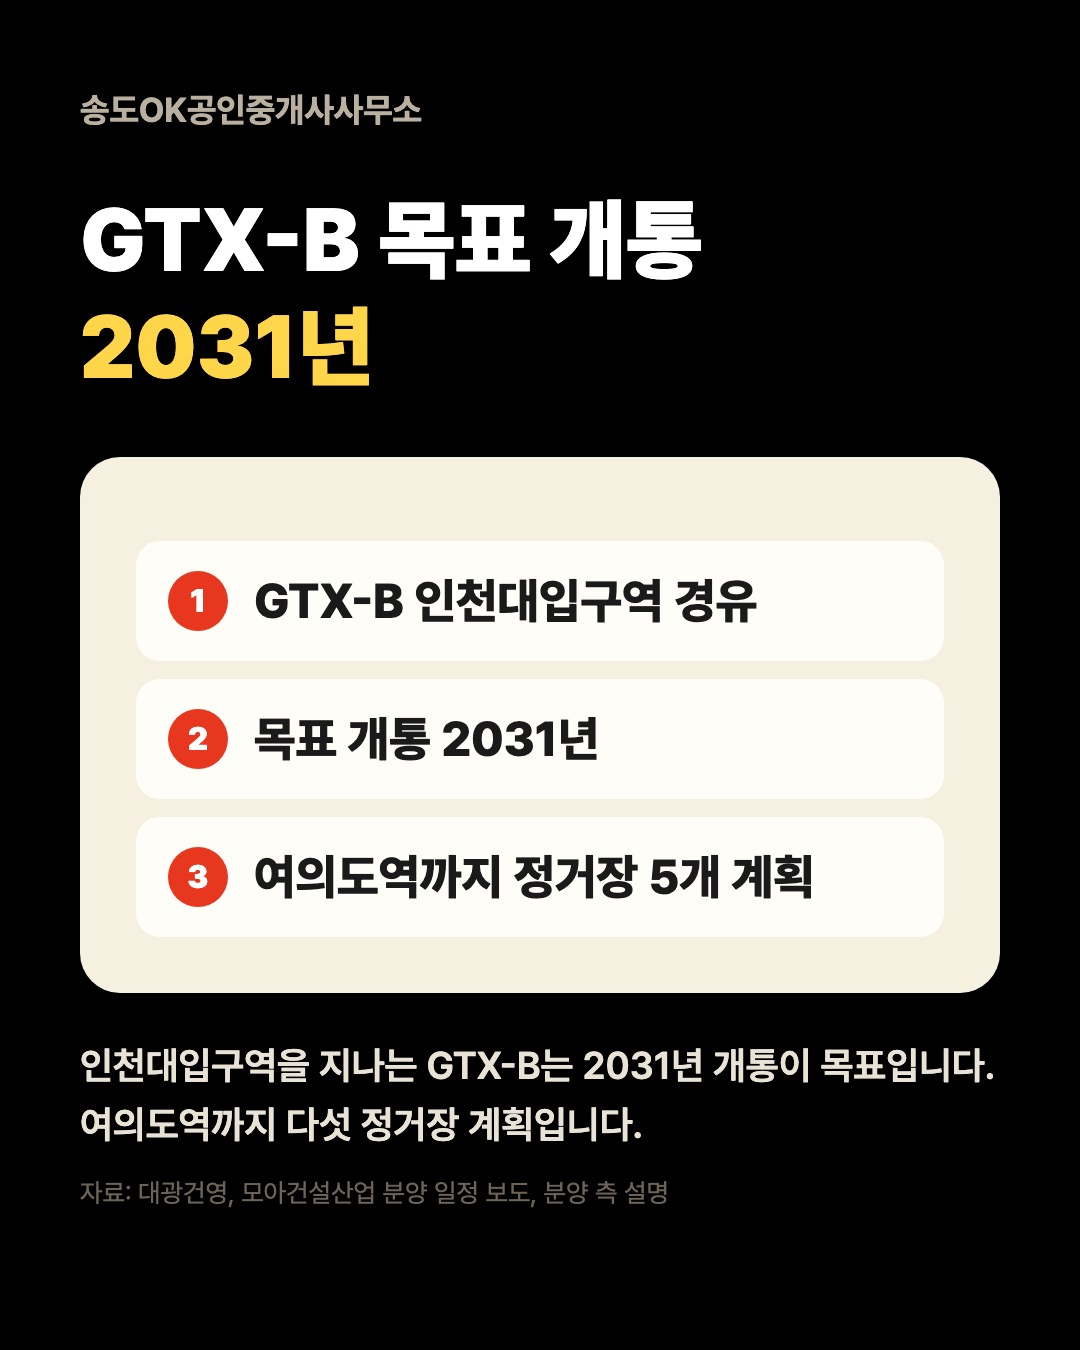 송도OK공인중개사사무소
GTX-B 목표 개통
2031년
1 GTX-B 인천대입구역 경유
2 목표 개통 2031년
3 여의도역까지 정거장 5개 계획
인천대입구역을 지나는 GTX-B는 2031년 개통이 목표입니다.
여의도역까지 다섯 정거장 계획입니다.
자료: 대광건영, 모아건설산업 분양 일정 보도, 분양 측 설명